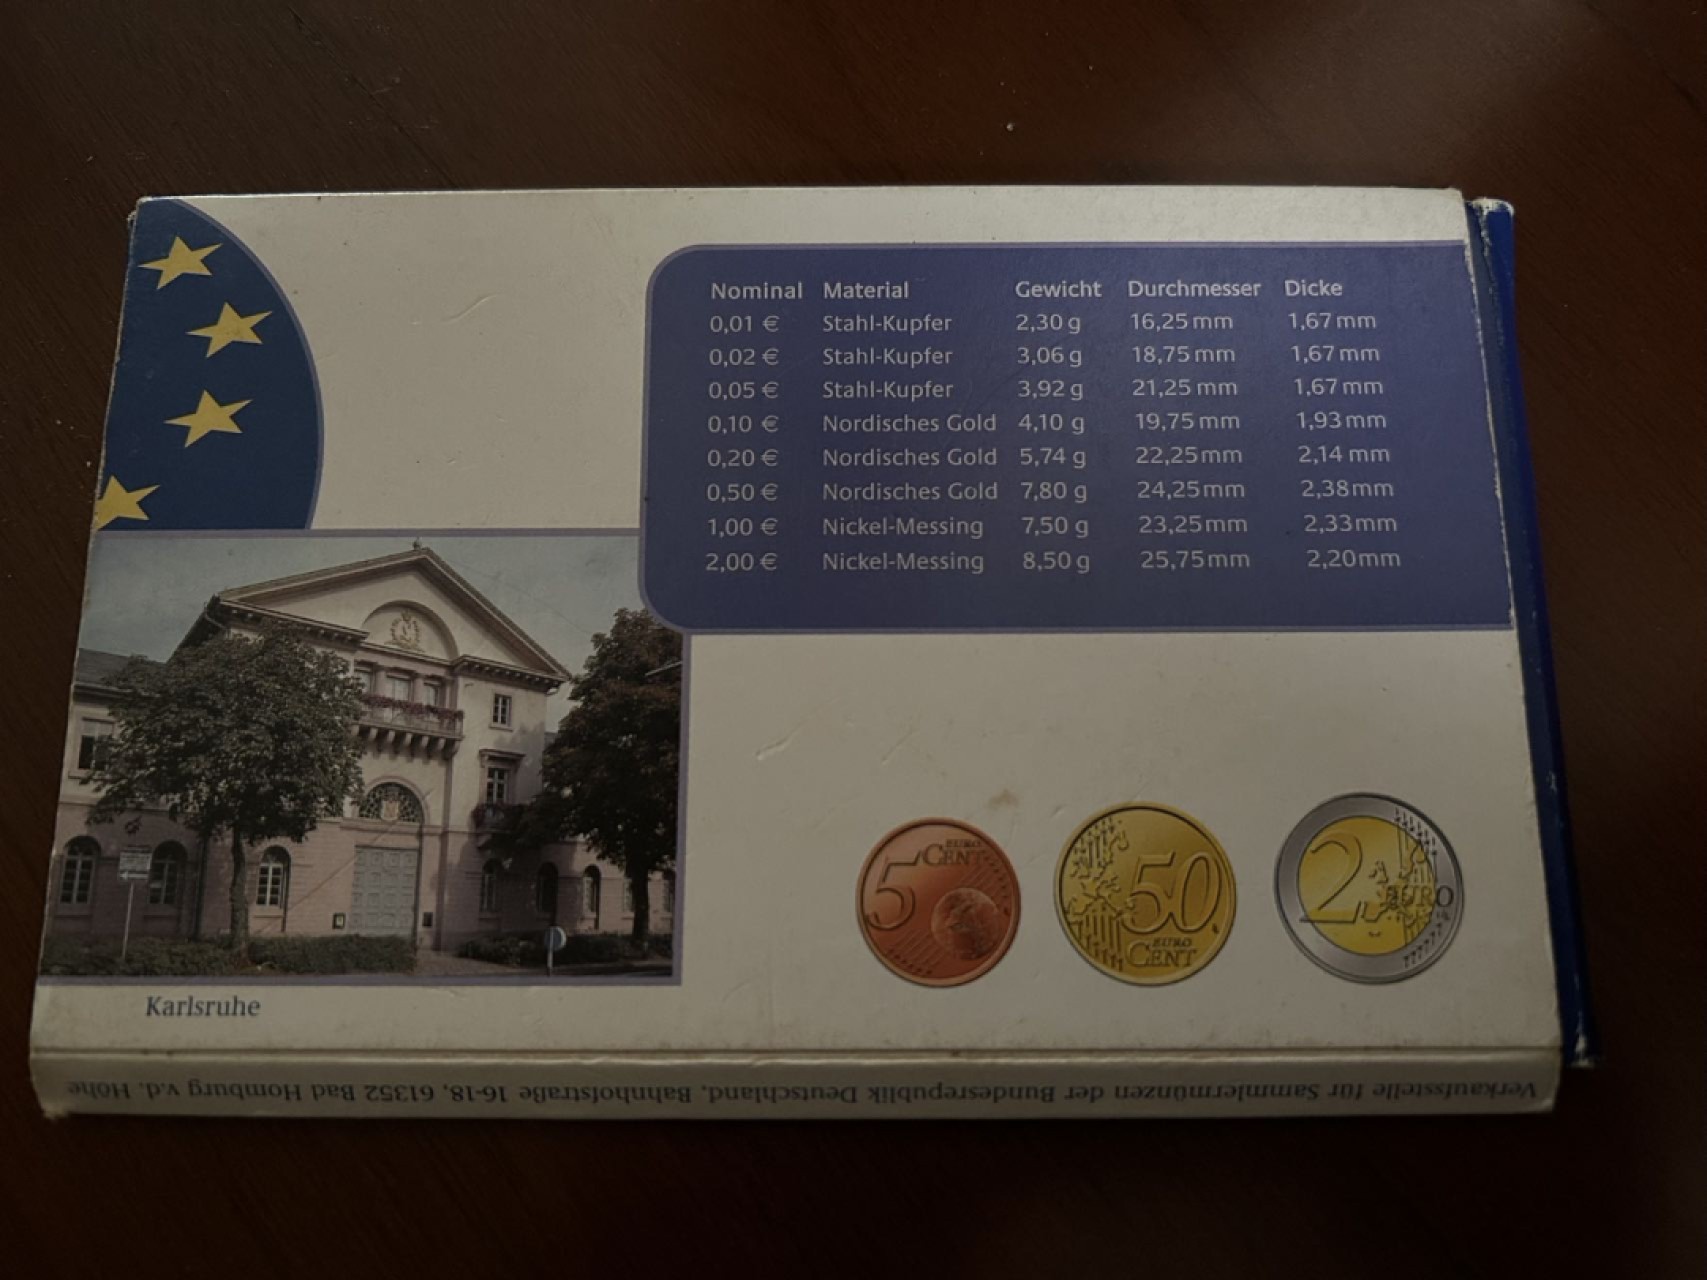 Nominal Material Gewicht Durchmesser Dicke
0,01 € Stahl-Kupfer 2,30 g 16,25 mm 1,67 mm
0,02 € Stahl-Kupfer 3,06 g 18,75 mm 1,67 mm
0,05 € Stahl-Kupfer 3,92 g 21,25 mm 1,67 mm
0,10 € Nordisches Gold 4,10 g 19,75 mm 1,93 mm
0,20 € Nordisches Gold 5,74 g 22,25 mm 2,14 mm
0,50 € Nordisches Gold 7,80 g 24,25 mm 2,38 mm
1,00 € Nickel-Messing 7,50 g 23,25 mm 2,33 mm
2,00 € Nickel-Messing 8,50 g 25,75 mm 2,20 mm
5 EURO CENT
50 EURO CENT
2 EURO
Karlsruhe
Verkaufsstelle für Sammlermünzen der Bundesrepublik Deutschland, Bahnhofstraße 16-18, 61352 Bad Homburg v.d. Höhe